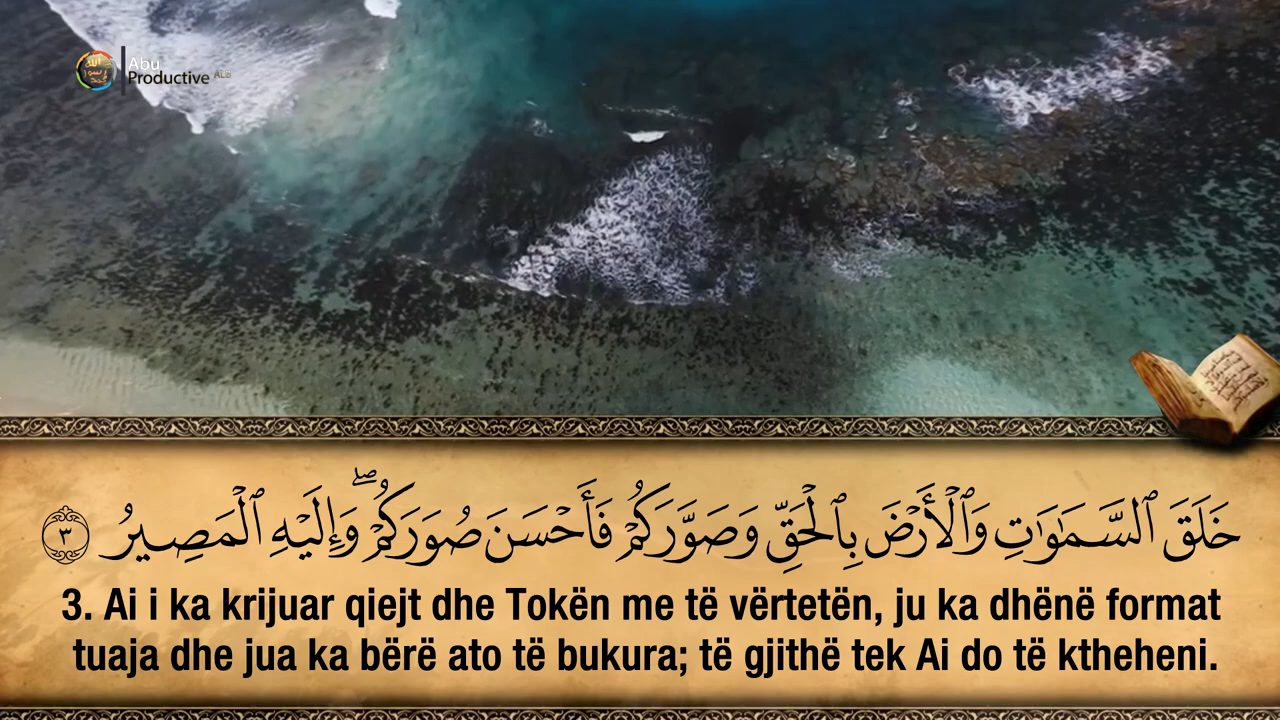 Abu
Productive ALB
خَلَقَ ٱلسَّمَٰوَٰتِ وَٱلْأَرْضَ بِٱلْحَقِّ وَصَوَّرَكُمْ فَأَحْسَنَ صُوَرَكُمْ ۖ وَإِلَيْهِ ٱلْمَصِيرُ ٣
3. Ai i ka krijuar qiejt dhe Tokën me të vërtetën, ju ka dhënë format
tuaja dhe jua ka bërë ato të bukura; të gjithë tek Ai do të ktheheni.